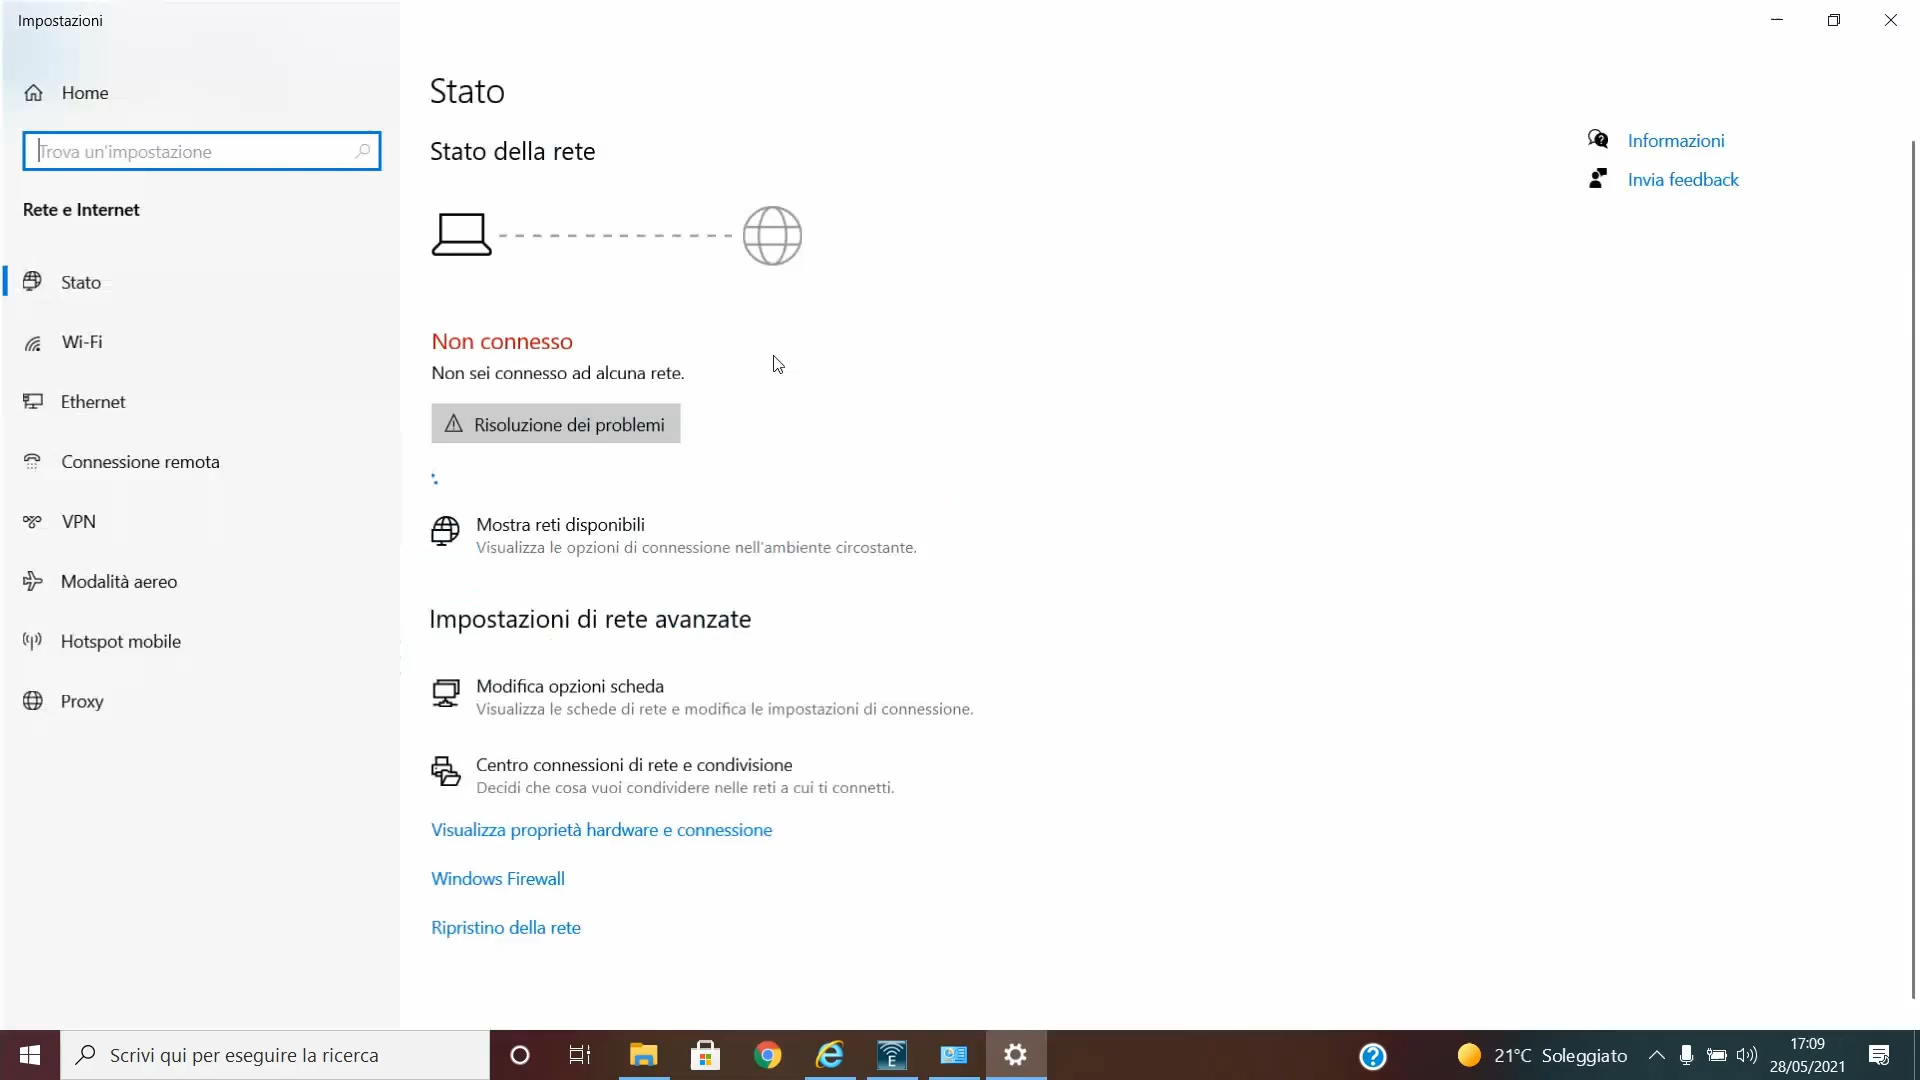 Impostazioni
Home
Trova un'impostazione
Rete e Internet
Stato
Wi-Fi
Ethernet
Connessione remota
VPN
Modalità aereo
Hotspot mobile
Proxy
Stato
Stato della rete
Non connesso
Non sei connesso ad alcuna rete.
Risoluzione dei problemi
Mostra reti disponibili
Visualizza le opzioni di connessione nell'ambiente circostante.
Impostazioni di rete avanzate
Modifica opzioni scheda
Visualizza le schede di rete e modifica le impostazioni di connessione.
Centro connessioni di rete e condivisione
Decidi che cosa vuoi condividere nelle reti a cui ti connetti.
Visualizza proprietà hardware e connessione
Windows Firewall
Ripristino della rete
Informazioni
Invia feedback
Scrivi qui per eseguire la ricerca
E
21°C Soleggiato
17:09
28/05/2021